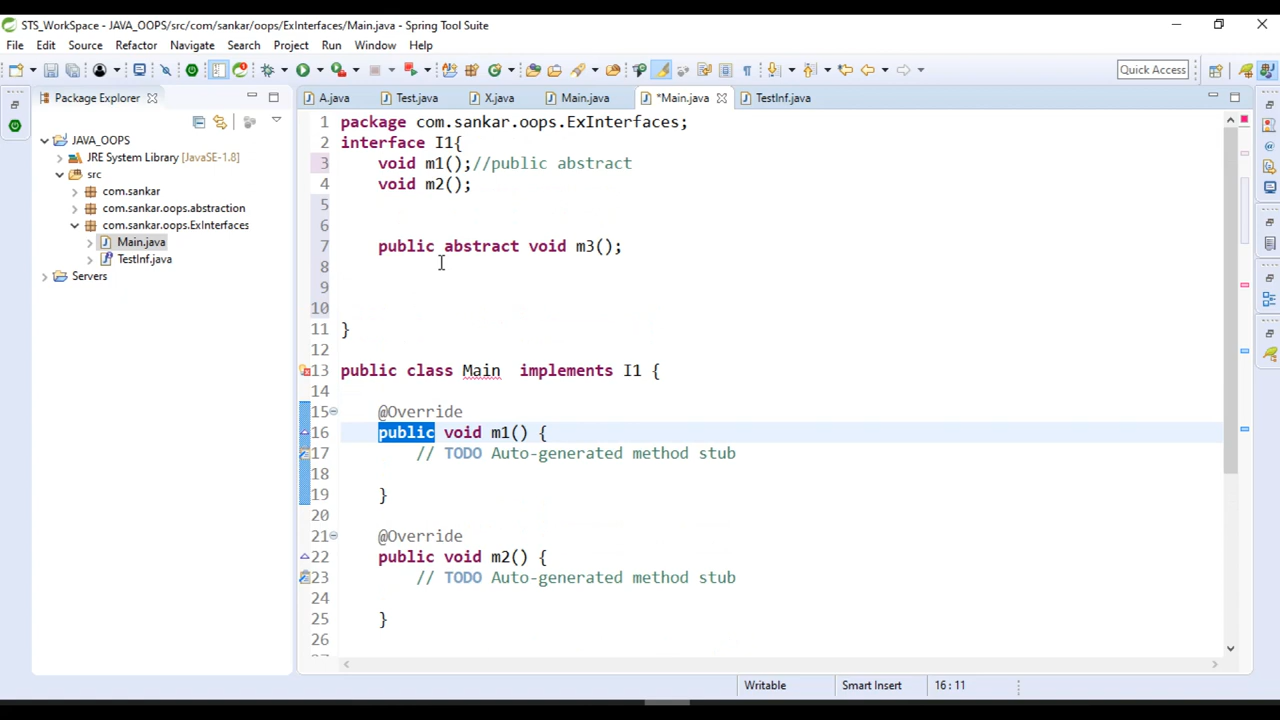 STS_WorkSpace - JAVA_OOPS/src/com/sankar/oops/ExInterfaces/Main.java - Spring Tool Suite
File Edit Source Refactor Navigate Search Project Run Window Help
Quick Access
Package Explorer
A.java Test.java X.java Main.java *Main.java TestInf.java
JAVA_OOPS
JRE System Library [JavaSE-1.8]
src
com.sankar
com.sankar.oops.abstraction
com.sankar.oops.ExInterfaces
Main.java
TestInf.java
Servers
1 package com.sankar.oops.ExInterfaces;
2 interface I1{
3 void m1();//public abstract
4 void m2();
5
6
7 public abstract void m3();
8
9
10
11 }
12
13 public class Main  implements I1 {
14
15 @Override
16 public void m1() {
17 // TODO Auto-generated method stub
18
19 }
20
21 @Override
22 public void m2() {
23 // TODO Auto-generated method stub
24
25 }
26
Writable Smart Insert 16 : 11